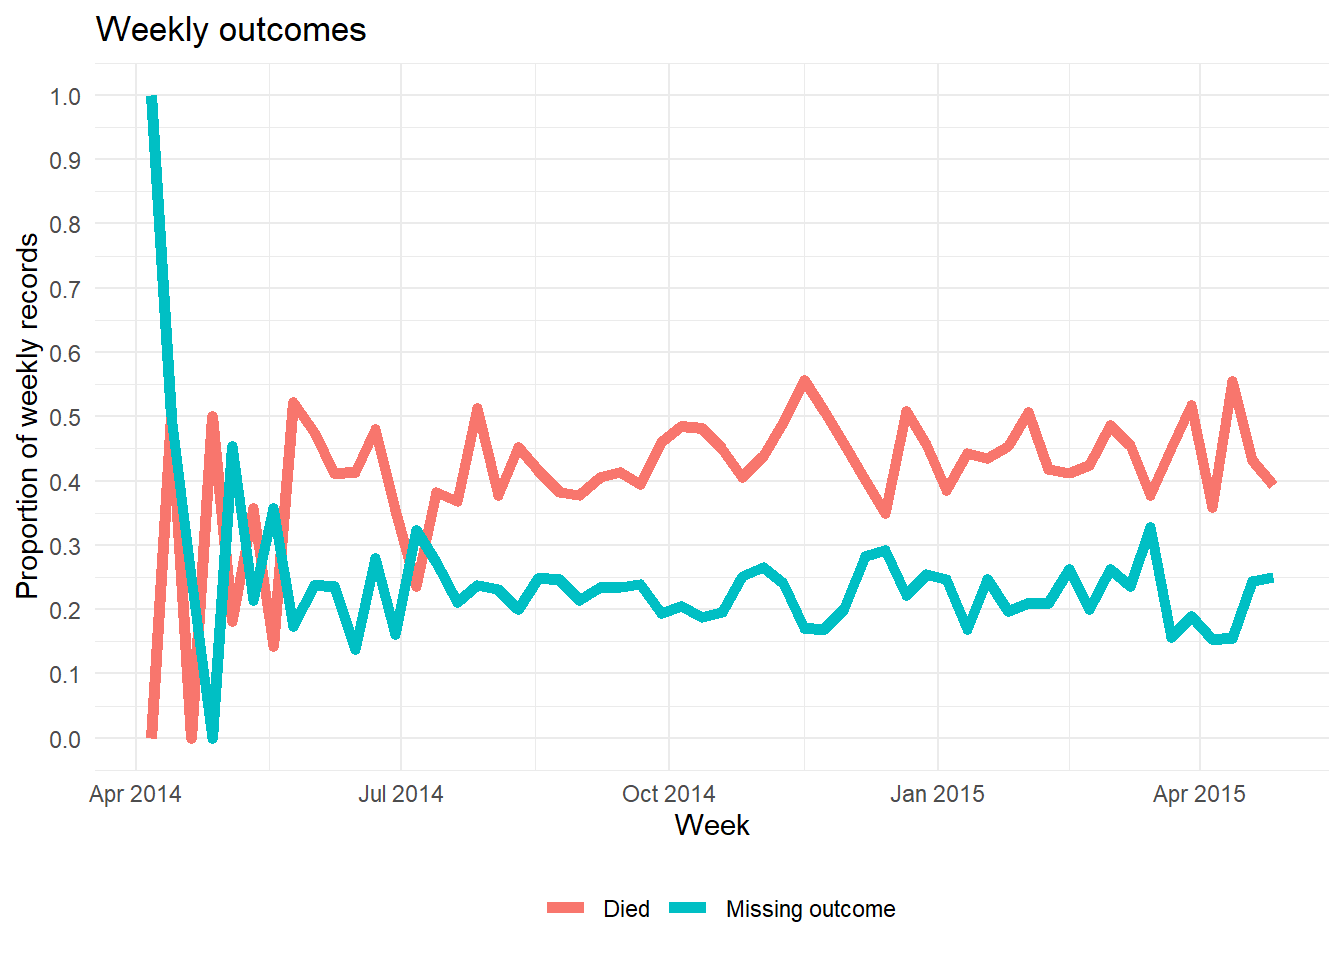 Weekly outcomes
Proportion of weekly records
1.0
0.9
0.8
0.7
0.6
0.5
0.4
0.3
0.2
0.1
0.0
Apr 2014 Jul 2014 Oct 2014 Jan 2015 Apr 2015
Week
Died Missing outcome